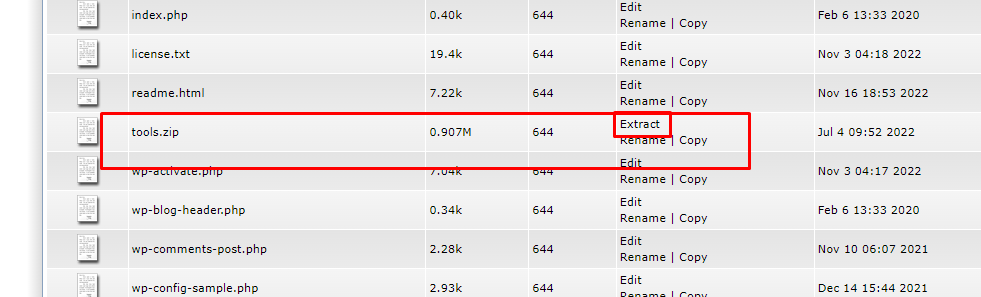 Edit
index.php 0.40k 644 Feb 6 13:33 2020
Rename | Copy
Edit
license.txt 19.4k 644 Nov 3 04:18 2022
Rename | Copy
Edit
readme.html 7.22k 644 Nov 16 18:53 2022
Rename | Copy
Extract
tools.zip 0.907M 644 Jul 4 09:52 2022
Rename | Copy
Edit
wp-activate.php 7.04k 644 Nov 3 04:17 2022
Rename | Copy
Edit
wp-blog-header.php 0.34k 644 Feb 6 13:33 2020
Rename | Copy
Edit
wp-comments-post.php 2.28k 644 Nov 10 06:07 2021
Rename | Copy
Edit
wp-config-sample.php 2.93k 644 Dec 14 15:44 2021
Rename | Copy